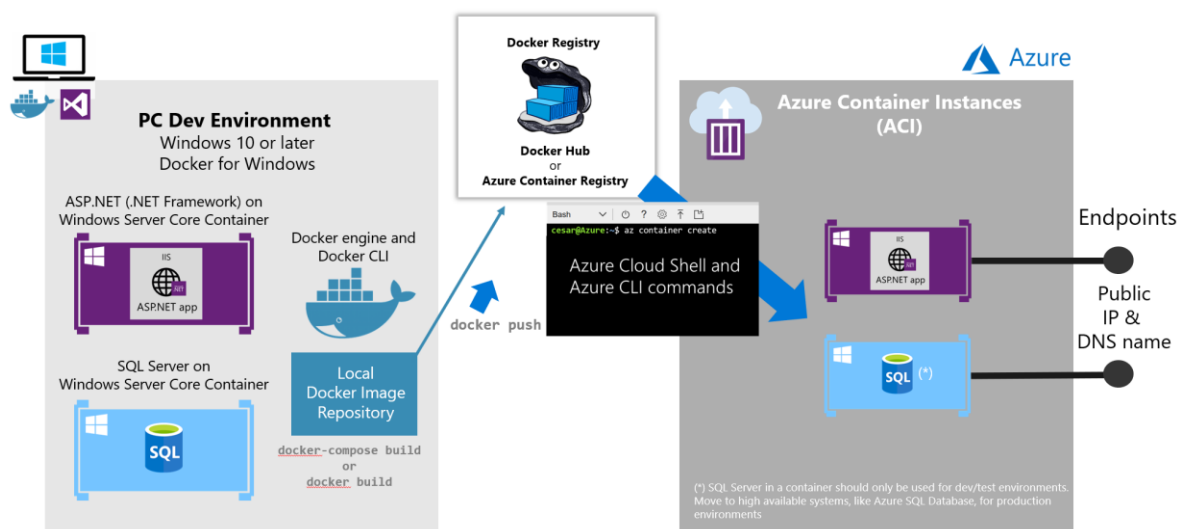 PC Dev Environment
Windows 10 or later
Docker for Windows
ASP.NET (.NET Framework) on
Windows Server Core Container
IIS
ASP.NET app
SQL Server on
Windows Server Core Container
SQL
Docker engine and
Docker CLI
Local
Docker Image
Repository
docker-compose build
or
docker build
docker push
Docker Registry
Docker Hub
or
Azure Container Registry
Bash
?
cesar@Azure:~$ az container create
Azure Cloud Shell and
Azure CLI commands
Azure
Azure Container Instances
(ACI)
IIS
ASP.NET app
SQL
(*)
Endpoints
Public
IP &
DNS name
(*) SQL Server in a container should only be used for dev/test environments.
Move to high available systems, like Azure SQL Database, for production
environments